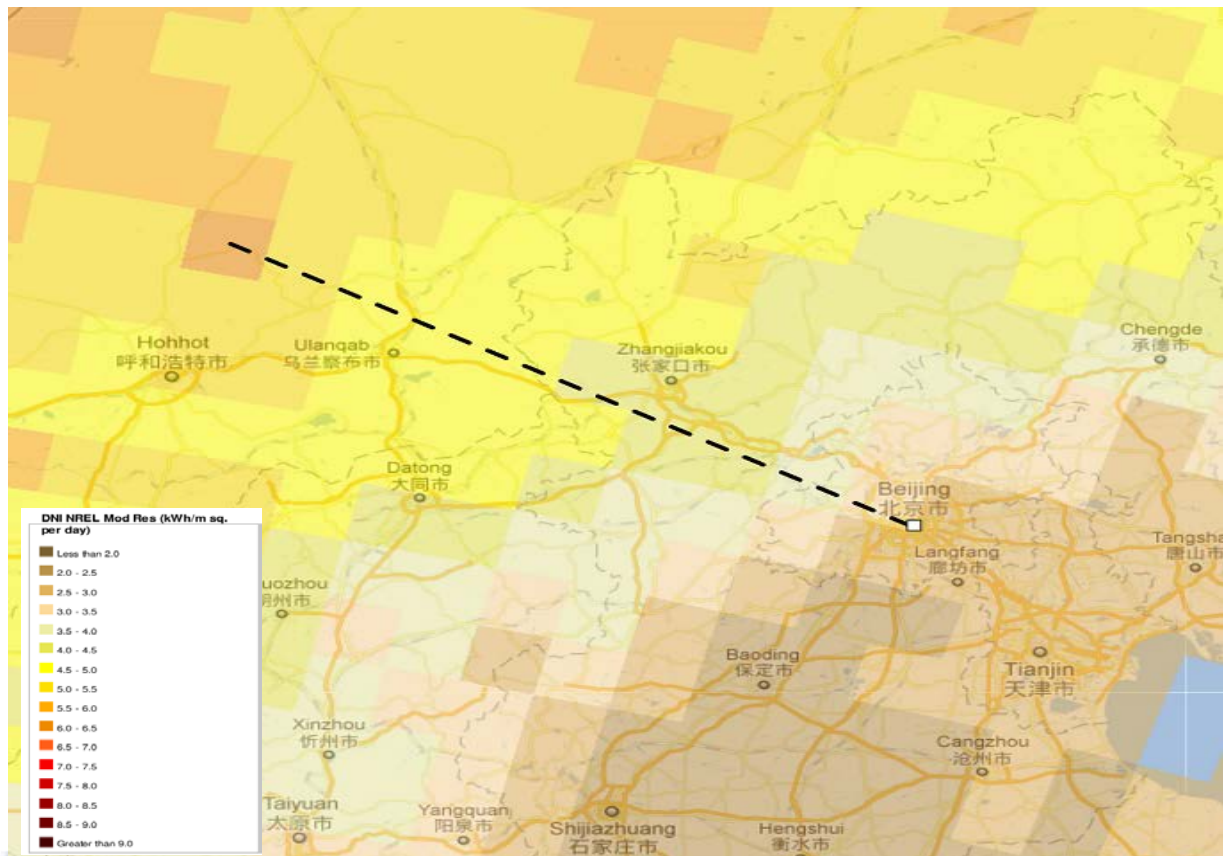 Hohhot
呼和浩特市
Ulanqab
乌兰察布市
Zhangjiakou
张家口市
Chengde
承德市
Datong
大同市
Beijing
北京市
Langfang
廊坊市
Tangsha
唐山市
DNI NREL Mod Res (kWh/m sq.
per day)
Less than 2.0
2.0 - 2.5
2.5 - 3.0
3.0 - 3.5
3.5 - 4.0
4.0 - 4.5
4.5 - 5.0
5.0 - 5.5
5.5 - 6.0
6.0 - 6.5
6.5 - 7.0
7.0 - 7.5
7.5 - 8.0
8.0 - 8.5
8.5 - 9.0
Greater than 9.0
uozhou
朔州市
Baoding
保定市
Tianjin
天津市
Xinzhou
忻州市
Cangzhou
沧州市
Taiyuan
太原市
Yangquan
阳泉市
Shijiazhuang
石家庄市
Hengshui
衡水市